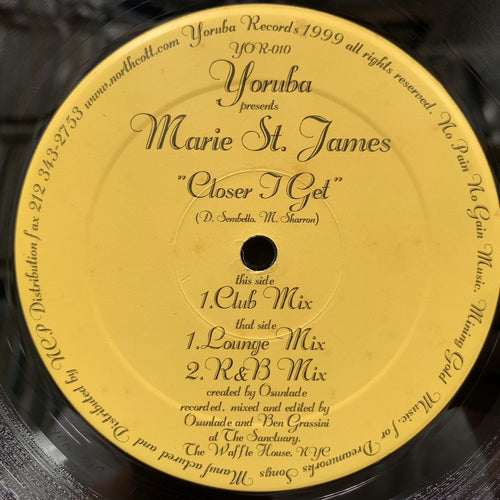 YOR-010
Yoruba
presents
Marie St. James
"Closer I Get"
(D. Sembello, M. Sharron)
this side
1.Club Mix
that side
1.Lounge Mix
2.R&B Mix
created by Osunlade
recorded, mixed and edited by
Osunlade and Ben Grassini
at The Sanctuary.
The Waffle House, NYC
Manufactured and Distributed by NCP Distribution fax 212 343-2753 www.northcott.com Yoruba Records 1999 all rights reserved. No Pain No Gain Music, Mining Gold Music, for Dreamworks Songs